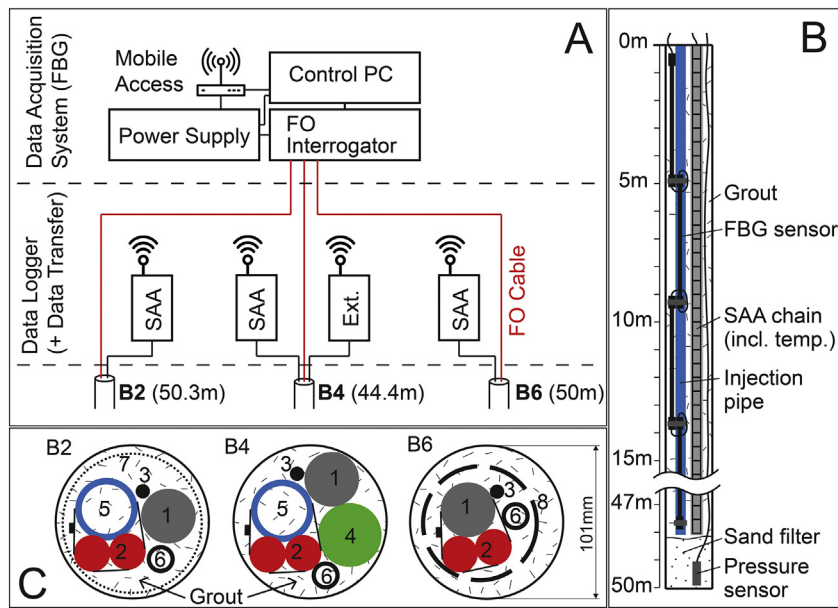 A
Data Acquisition
System (FBG)
Mobile
Access
Control PC
Power Supply
FO
Interrogator
Data Logger
(+ Data Transfer)
SAA
SAA
Ext.
SAA
FO Cable
B2 (50.3m)
B4 (44.4m)
B6 (50m)
B
0m
5m
10m
15m
47m
50m
Grout
FBG sensor
SAA chain
(incl. temp.)
Injection
pipe
Sand filter
Pressure
sensor
C
B2
7
3
5
1
2
6
B4
3
1
5
4
2
6
Grout
B6
3
8
1
6
2
101mm